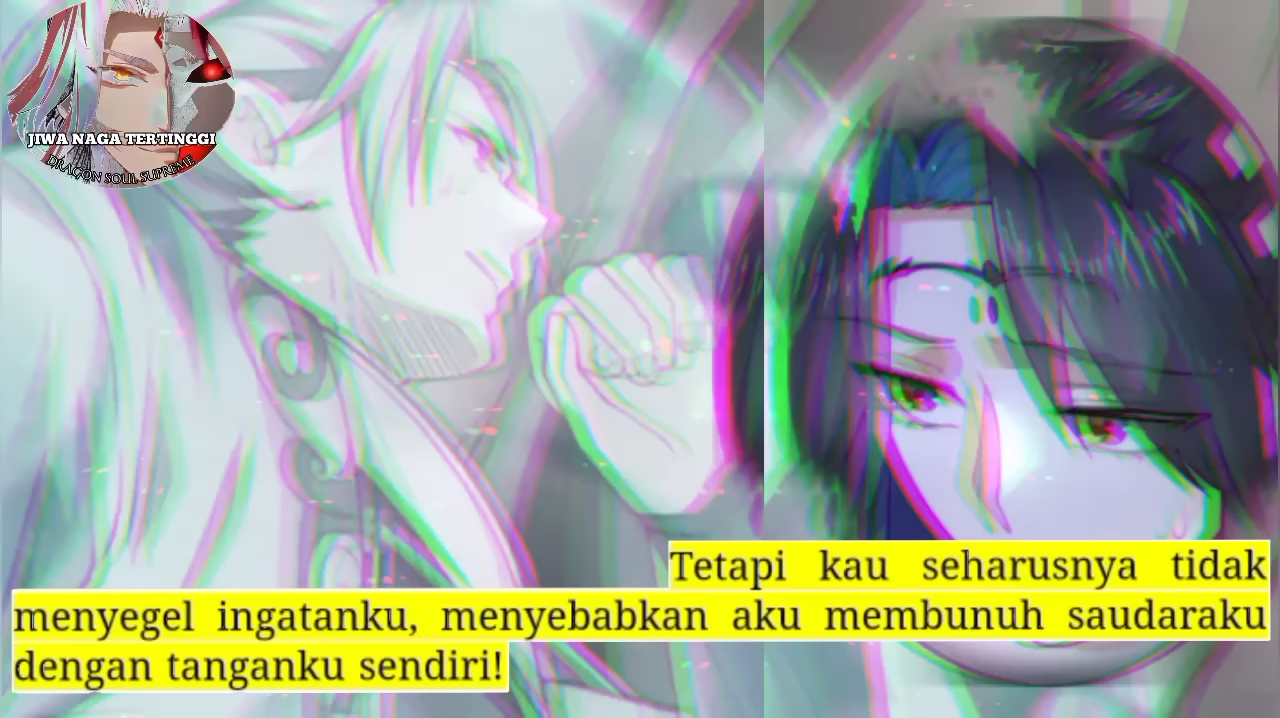 JIWA NAGA TERTINGGI
DRAGON SOUL SUPREME
Tetapi kau seharusnya tidak
menyegel ingatanku, menyebabkan aku membunuh saudaraku
dengan tanganku sendiri!